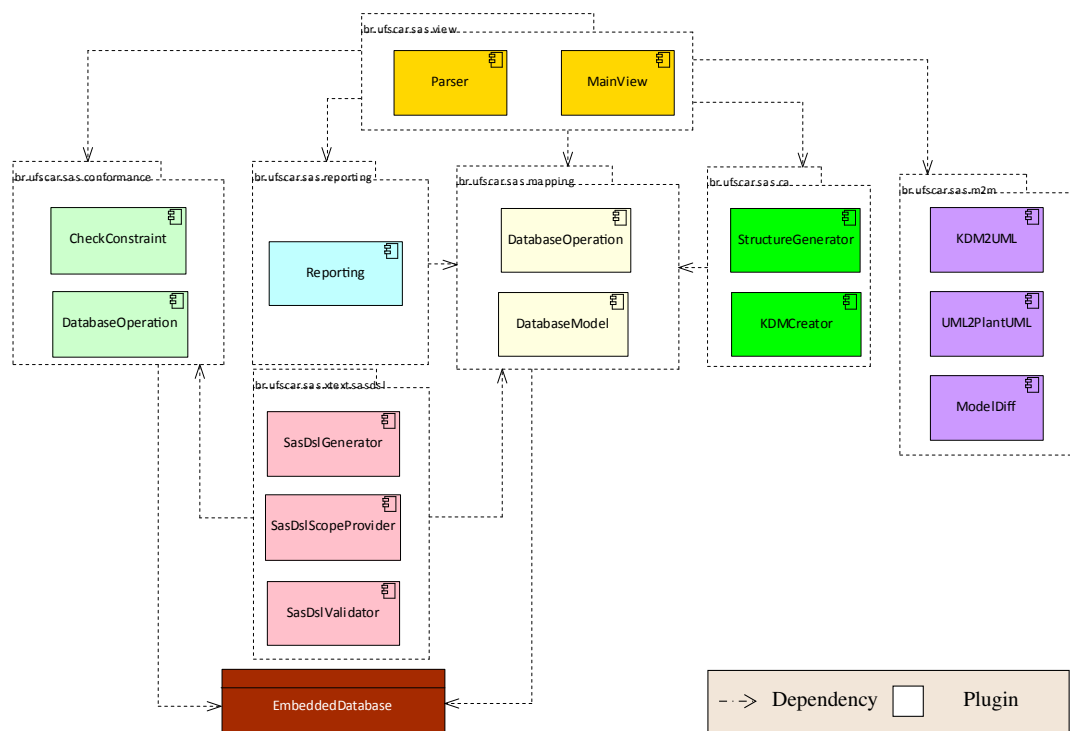 br.ufscar.sas.view
Parser
MainView
br.ufscar.sas.conformance
br.ufscar.sas.reporting
br.ufscar.sas.mapping
br.ufscar.sas.ca
br.ufscar.sas.m2m
CheckConstraint
DatabaseOperation
Reporting
DatabaseOperation
DatabaseModel
StructureGenerator
KDMCreator
KDM2UML
UML2PlantUML
ModelDiff
br.ufscar.sas.xtext.sasdsl
SasDslGenerator
SasDslScopeProvider
SasDslValidator
EmbeddedDatabase
Dependency
Plugin